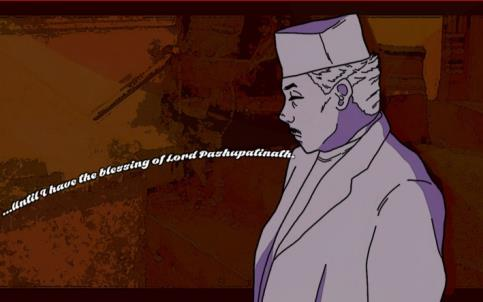 ...Until I have the blessing of Lord Pashupatinath.